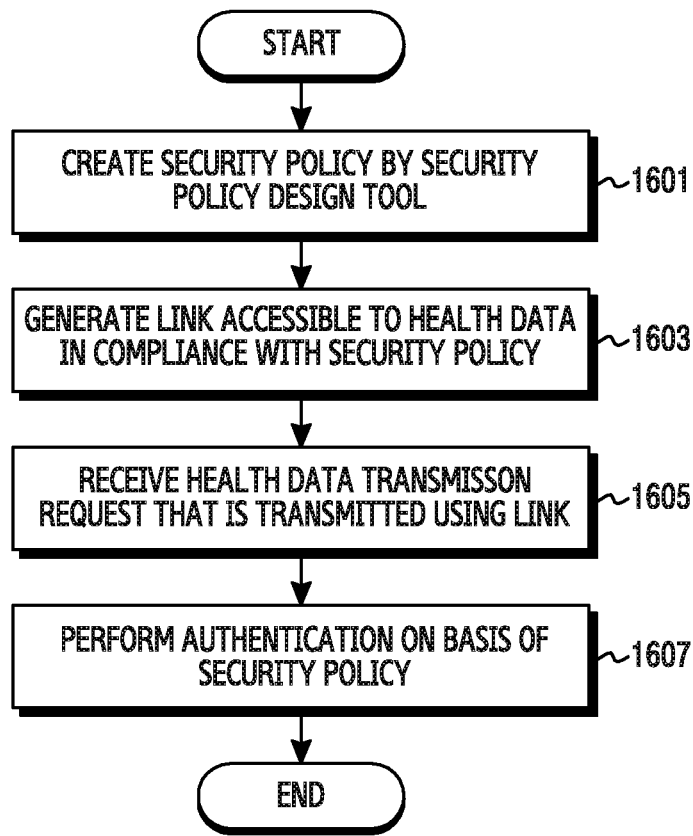 START
CREATE SECURITY POLICY BY SECURITY
POLICY DESIGN TOOL
1601
GENERATE LINK ACCESSIBLE TO HEALTH DATA
IN COMPLIANCE WITH SECURITY POLICY
1603
RECEIVE HEALTH DATA TRANSMISSON
REQUEST THAT IS TRANSMITTED USING LINK
1605
PERFORM AUTHENTICATION ON BASIS OF
SECURITY POLICY
1607
END